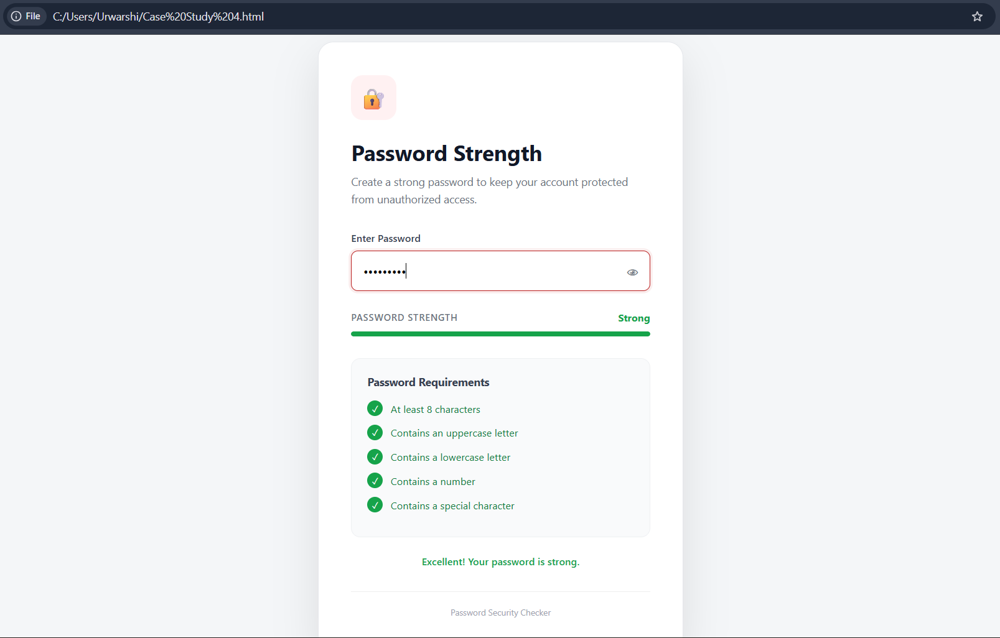 File C:/Users/Urwarshi/Case%20Study%204.html
Password Strength
Create a strong password to keep your account protected
from unauthorized access.
Enter Password
•••••••••
PASSWORD STRENGTH Strong
Password Requirements
✓ At least 8 characters
✓ Contains an uppercase letter
✓ Contains a lowercase letter
✓ Contains a number
✓ Contains a special character
Excellent! Your password is strong.
Password Security Checker